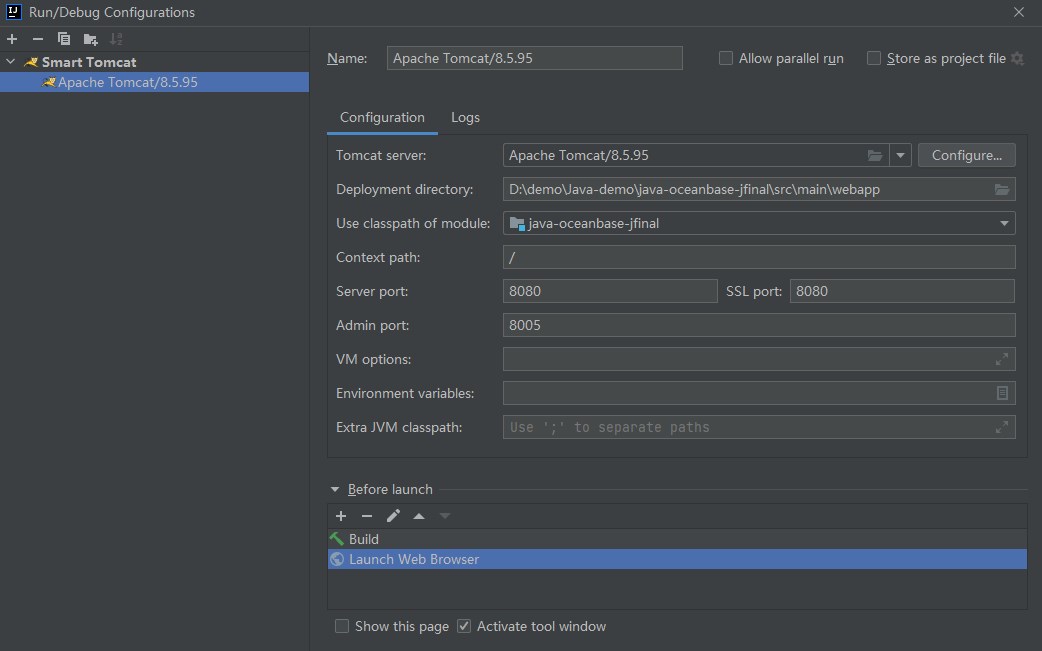 Run/Debug Configurations
Smart Tomcat
Apache Tomcat/8.5.95
Name: Apache Tomcat/8.5.95 Allow parallel run Store as project file
Configuration Logs
Tomcat server: Apache Tomcat/8.5.95 Configure...
Deployment directory: D:\demo\Java-demo\java-oceanbase-jfinal\src\main\webapp
Use classpath of module: java-oceanbase-jfinal
Context path: /
Server port: 8080 SSL port: 8080
Admin port: 8005
VM options:
Environment variables:
Extra JVM classpath: Use ';' to separate paths
Before launch
Build
Launch Web Browser
Show this page Activate tool window